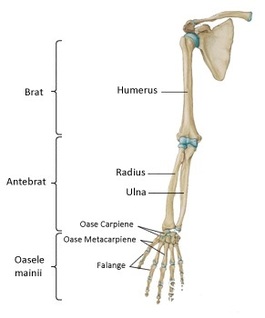 Brat
Humerus
Antebrat
Radius
Ulna
Oase Carpiene
Oase Metacarpiene
Oasele
mainii
Falange